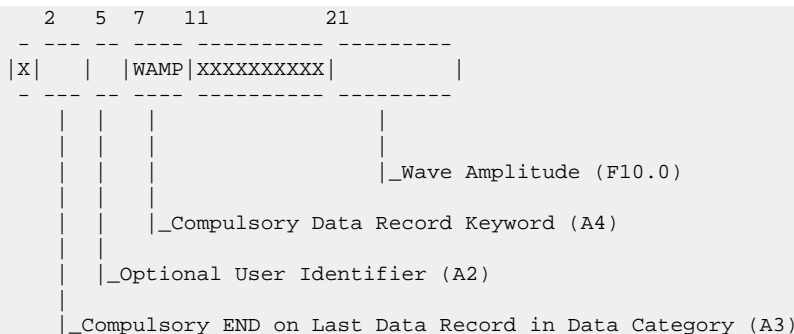 2   5  7    11         21
 - --- -- ---- ---------- ---------
|X|   |  |WAMP|XXXXXXXXXX|         |
 - --- -- ---- ---------- ---------
    |  |   |              |
    |  |   |              |
    |  |   |              |_Wave Amplitude (F10.0)
    |  |   |
    |  |   |_Compulsory Data Record Keyword (A4)
    |  |
    |  |_Optional User Identifier (A2)
    |
    |_Compulsory END on Last Data Record in Data Category (A3)